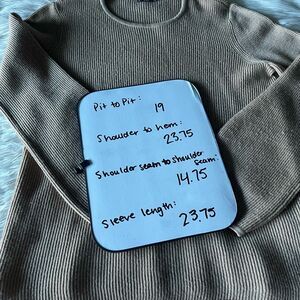 Pit to Pit:
19
Shoulder to hem:
23.75
Shoulder seam to shoulder
seam:
14.75
Sleeve length:
23.75